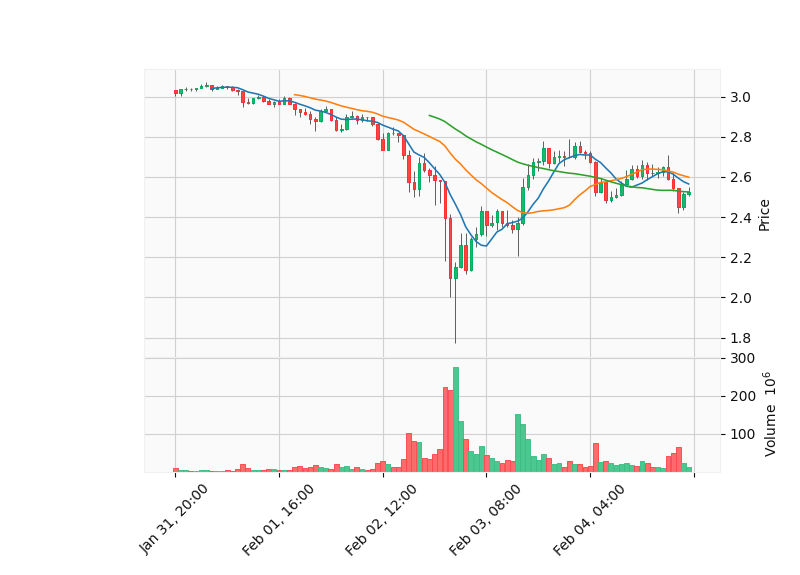 3.0
2.8
2.6
2.4
2.2
2.0
1.8
Price
300
200
100
Volume 10⁶
Jan 31, 20:00
Feb 01, 16:00
Feb 02, 12:00
Feb 03, 08:00
Feb 04, 04:00